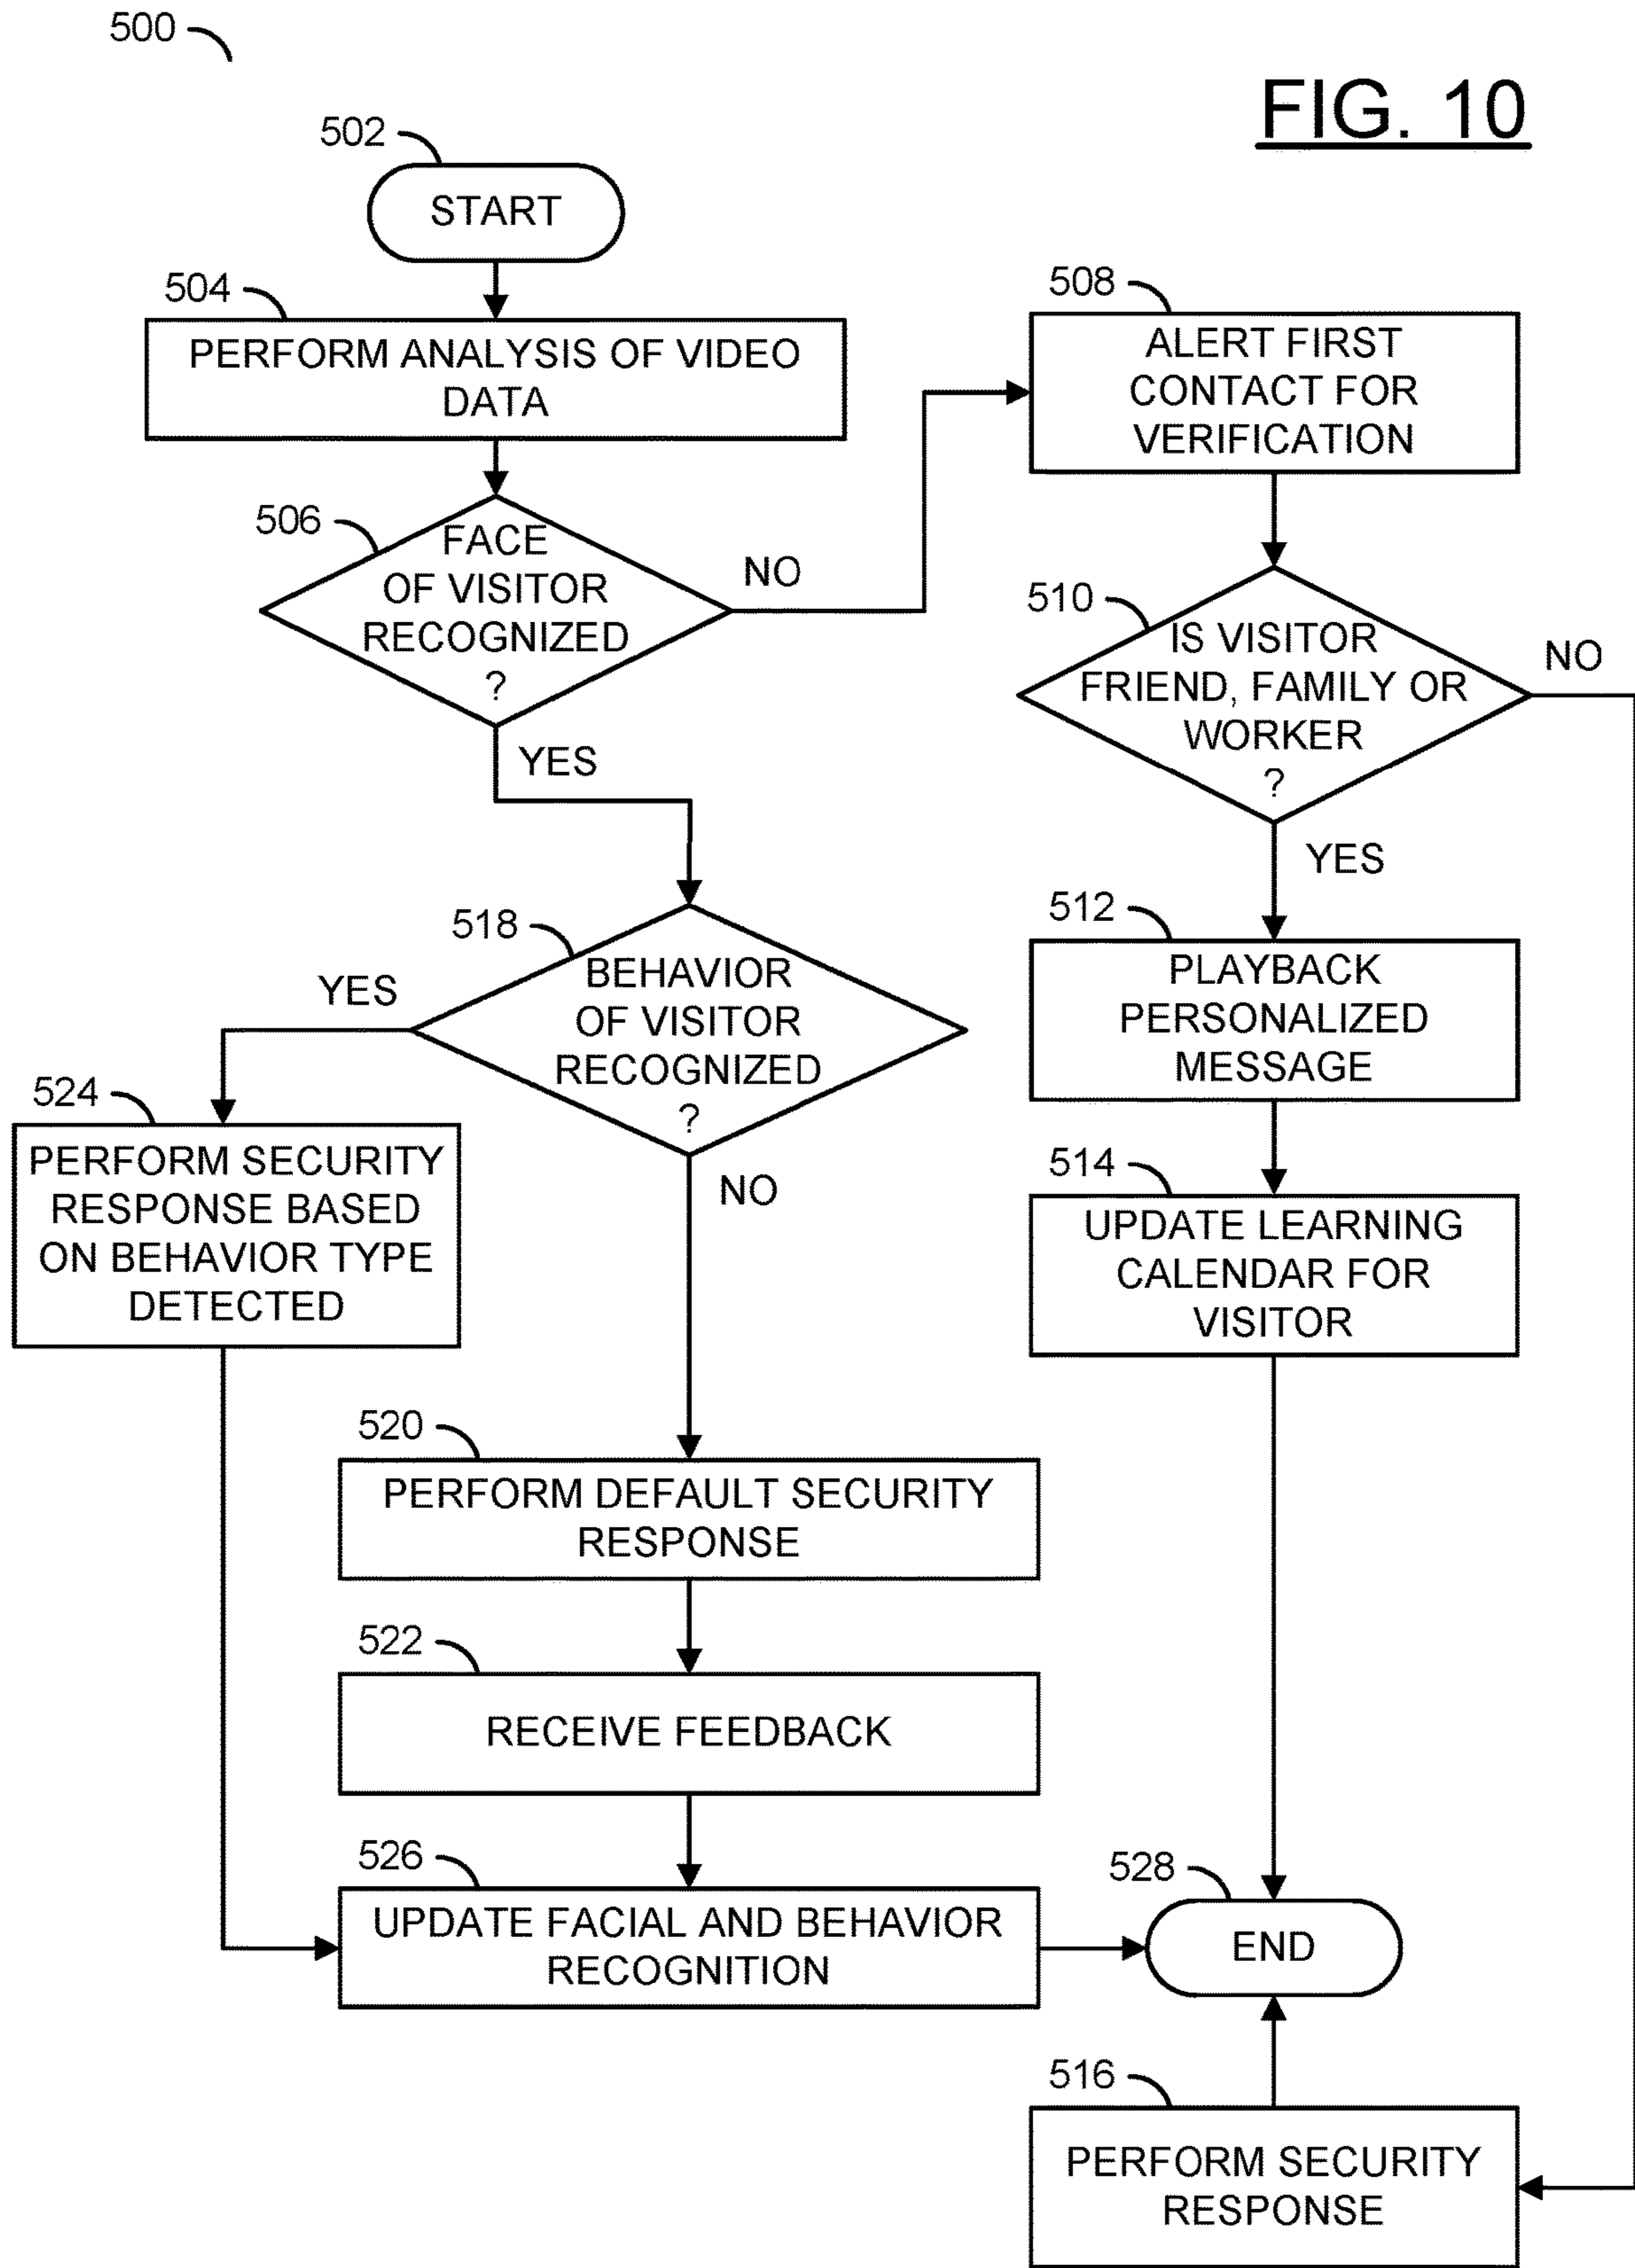 500
FIG. 10
502
START
504
PERFORM ANALYSIS OF VIDEO
DATA
506
FACE
OF VISITOR
RECOGNIZED
?
NO
YES
508
ALERT FIRST
CONTACT FOR
VERIFICATION
510
IS VISITOR
FRIEND, FAMILY OR
WORKER
?
NO
YES
512
PLAYBACK
PERSONALIZED
MESSAGE
514
UPDATE LEARNING
CALENDAR FOR
VISITOR
518
BEHAVIOR
OF VISITOR
RECOGNIZED
?
YES
NO
524
PERFORM SECURITY
RESPONSE BASED
ON BEHAVIOR TYPE
DETECTED
520
PERFORM DEFAULT SECURITY
RESPONSE
522
RECEIVE FEEDBACK
526
UPDATE FACIAL AND BEHAVIOR
RECOGNITION
528
END
516
PERFORM SECURITY
RESPONSE